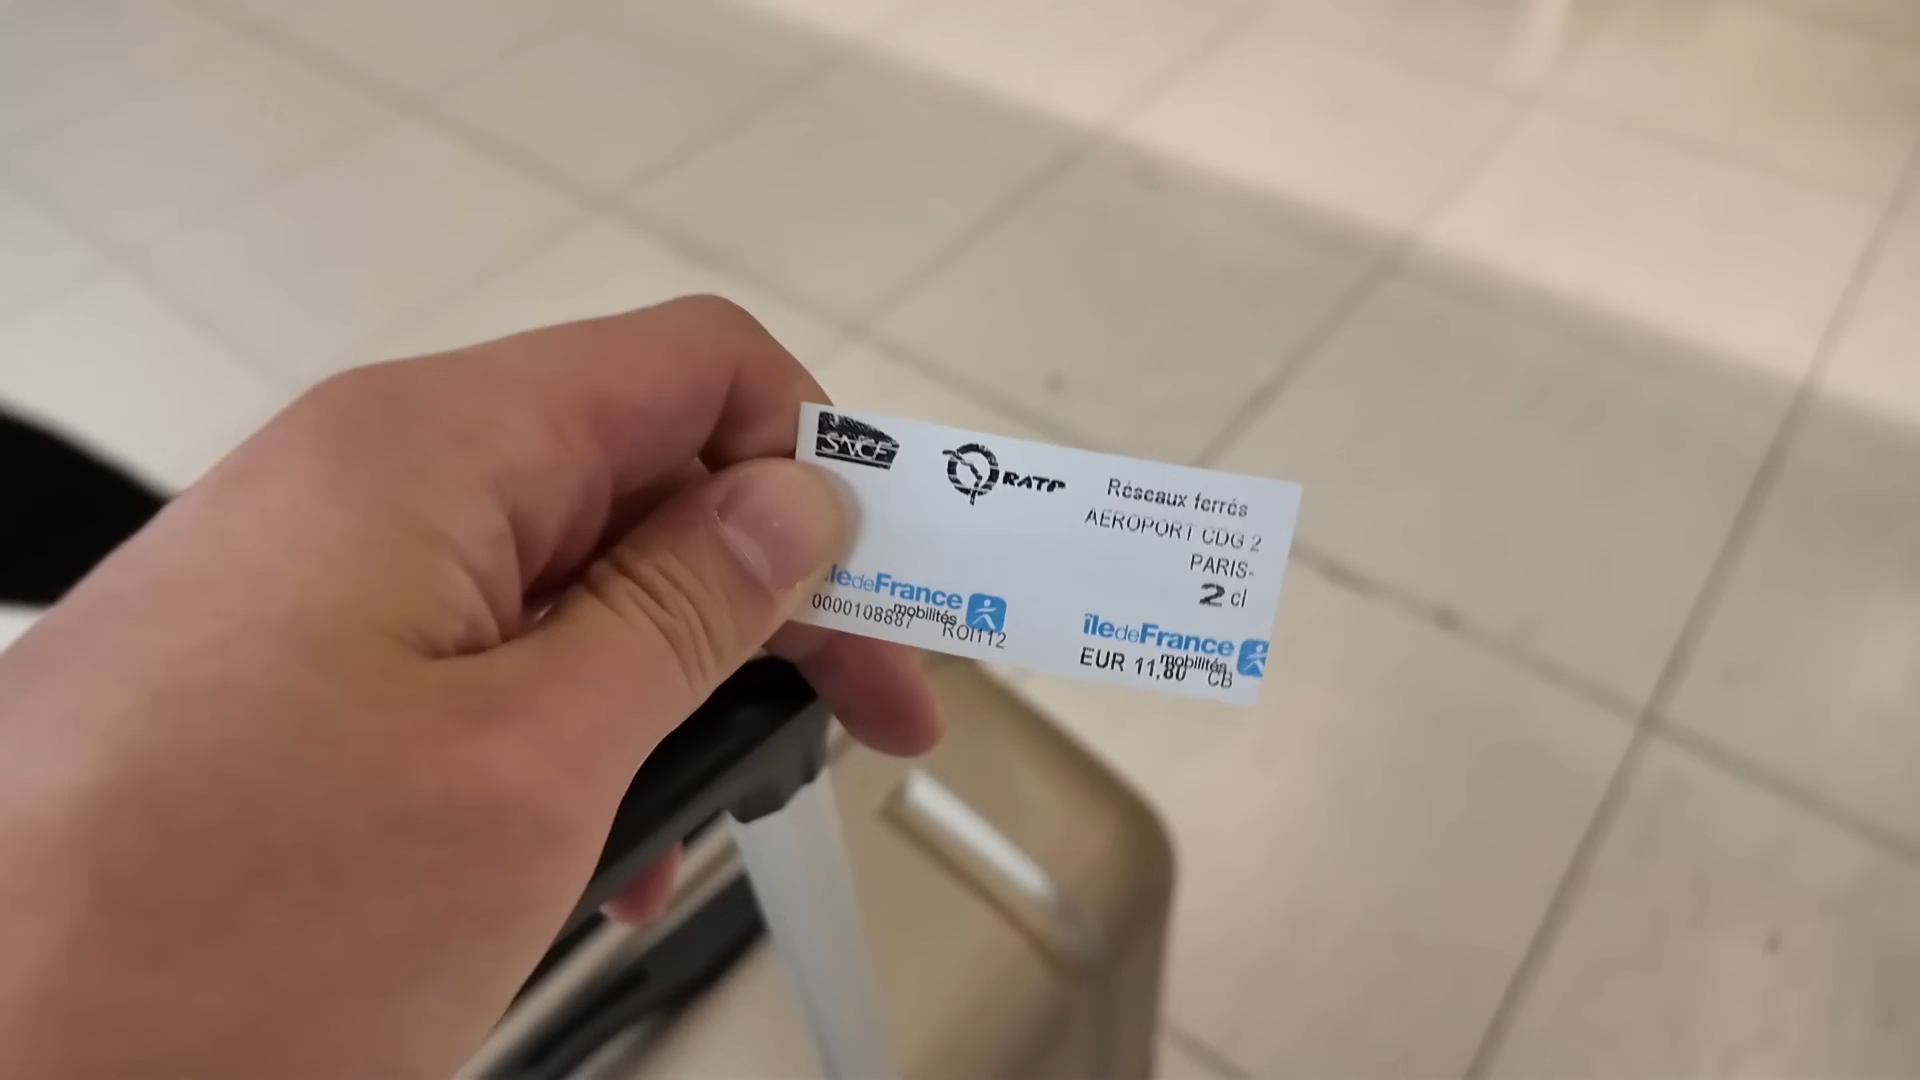 SNCF
RATP
Réseaux ferrés
AEROPORT CDG 2
PARIS-
2 cl
îledeFrance
mobilités
0000108887 ROI112
îledeFrance
mobilités
EUR 11,80 CB